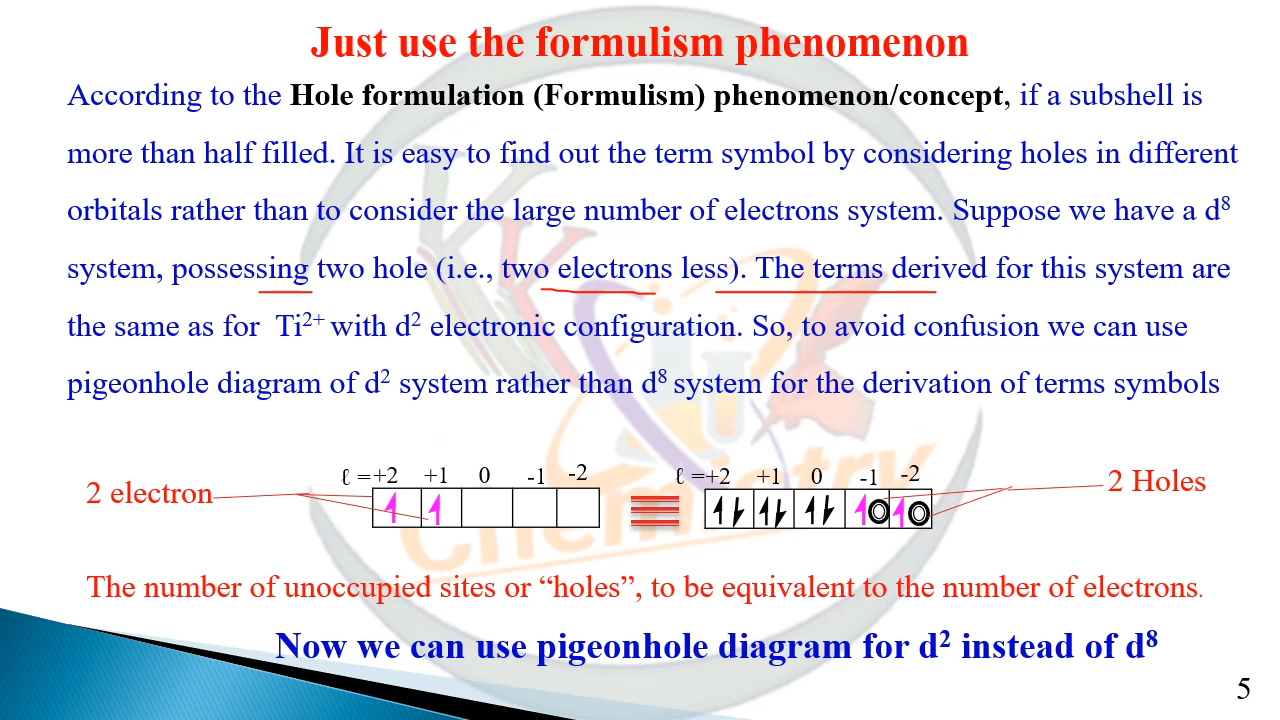 Just use the formulism phenomenon
According to the Hole formulation (Formulism) phenomenon/concept, if a subshell is
more than half filled. It is easy to find out the term symbol by considering holes in different
orbitals rather than to consider the large number of electrons system. Suppose we have a d⁸
system, possessing two hole (i.e., two electrons less). The terms derived for this system are
the same as for Ti²⁺ with d² electronic configuration. So, to avoid confusion we can use
pigeonhole diagram of d² system rather than d⁸ system for the derivation of terms symbols
ℓ = +2 +1 0 -1 -2
ℓ = +2 +1 0 -1 -2
2 electron
2 Holes
The number of unoccupied sites or “holes”, to be equivalent to the number of electrons.
Now we can use pigeonhole diagram for d² instead of d⁸
5
Chemistry